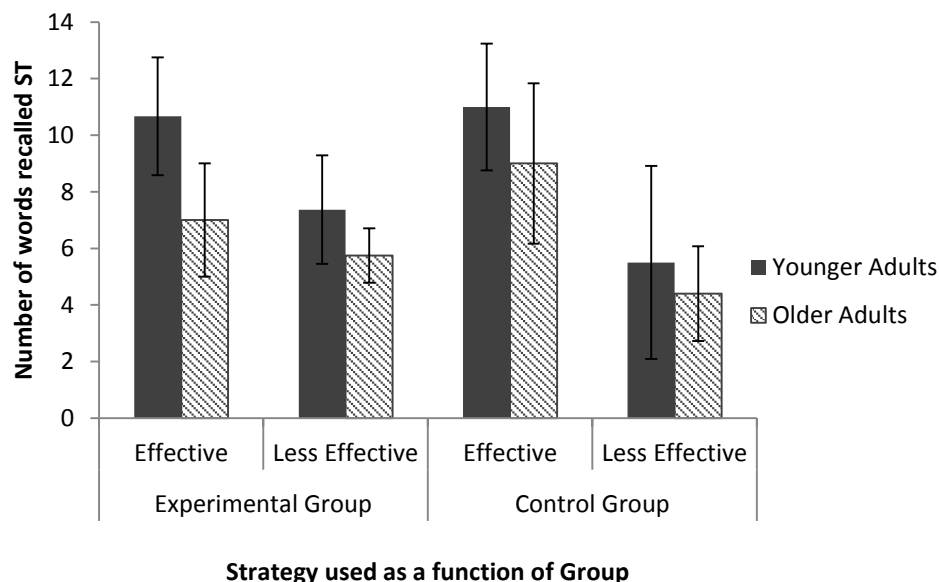 Number of words recalled ST
14
12
10
8
6
4
2
0
Younger Adults
Older Adults
Effective Less Effective Effective Less Effective
Experimental Group Control Group
Strategy used as a function of Group